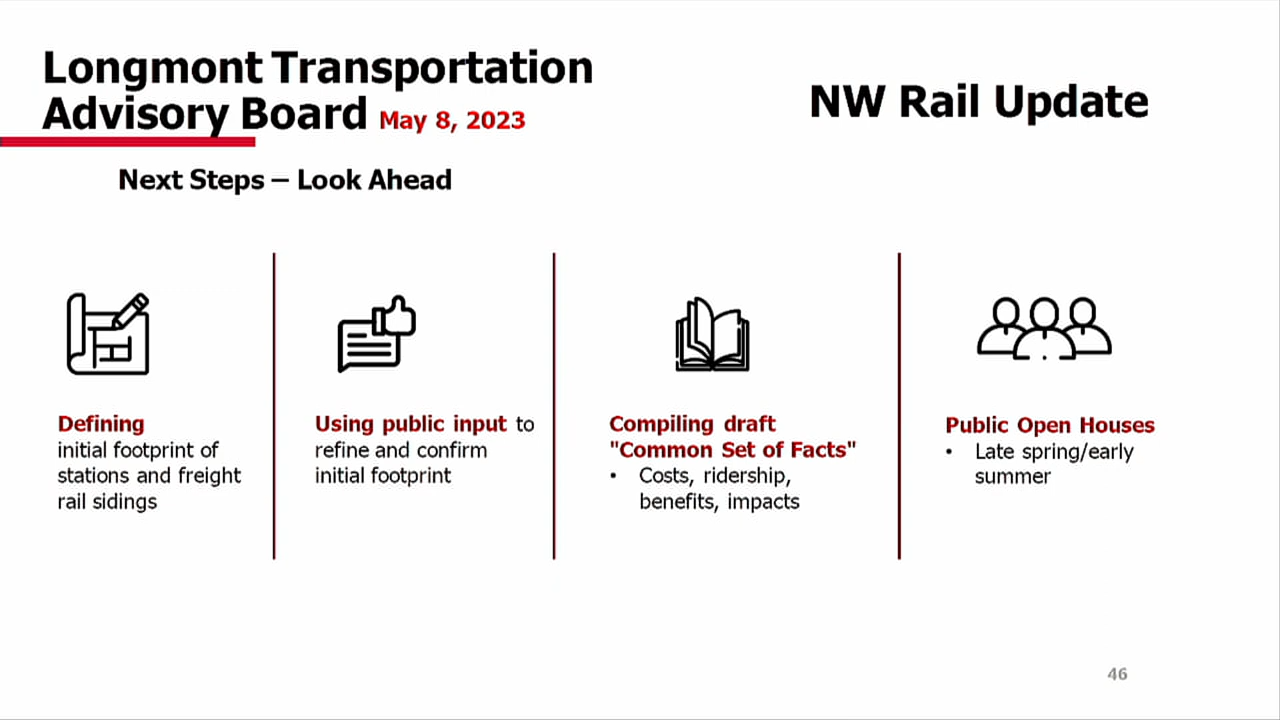 Longmont Transportation
Advisory Board May 8, 2023
NW Rail Update
Next Steps – Look Ahead
Defining
initial footprint of
stations and freight
rail sidings
Using public input to
refine and confirm
initial footprint
Compiling draft
"Common Set of Facts"
• Costs, ridership,
benefits, impacts
Public Open Houses
• Late spring/early
summer
46